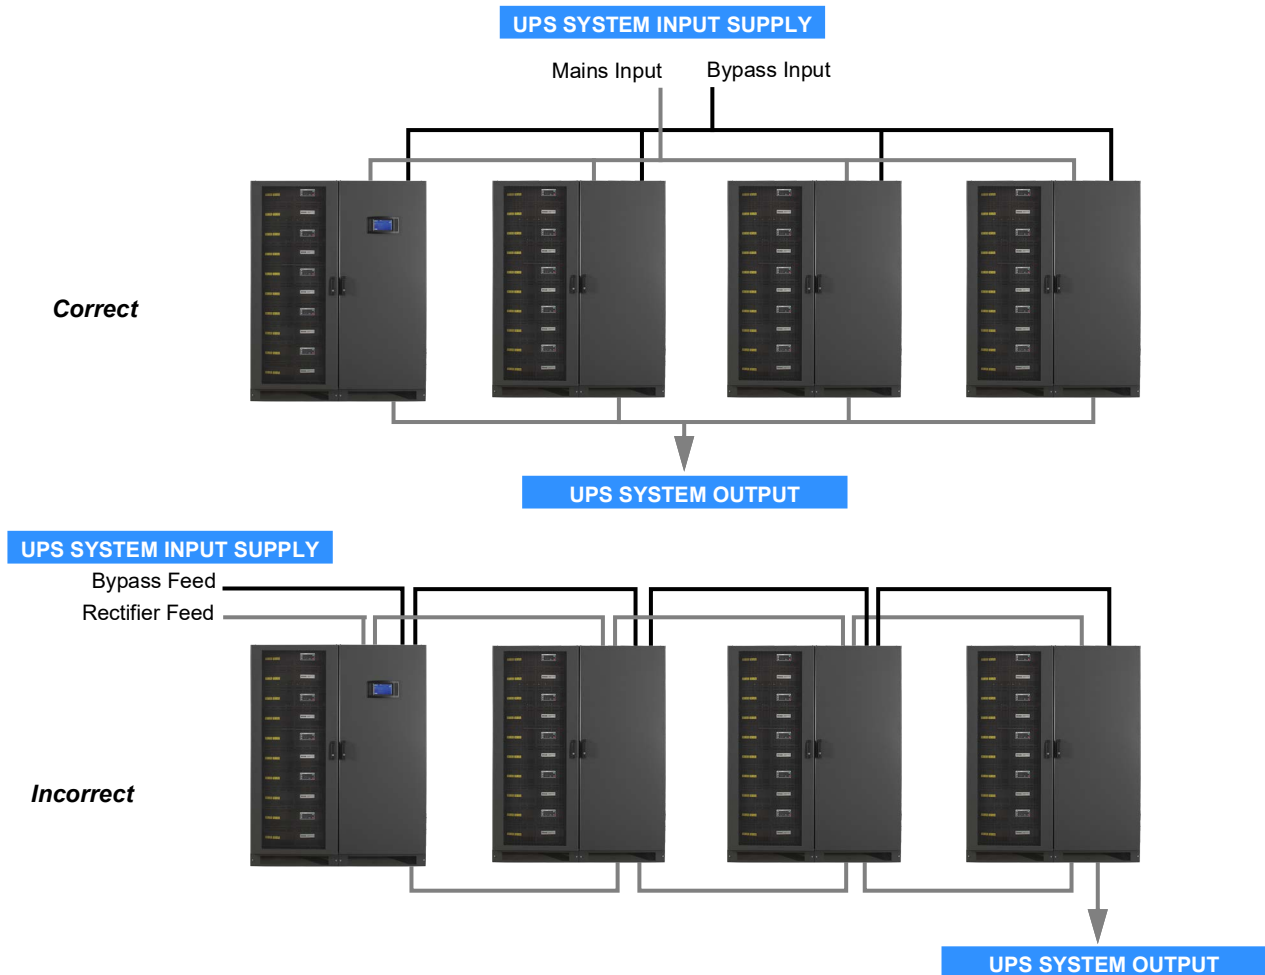 UPS SYSTEM INPUT SUPPLY
Mains Input
Bypass Input
Correct
UPS SYSTEM OUTPUT
UPS SYSTEM INPUT SUPPLY
Bypass Feed
Rectifier Feed
Incorrect
UPS SYSTEM OUTPUT